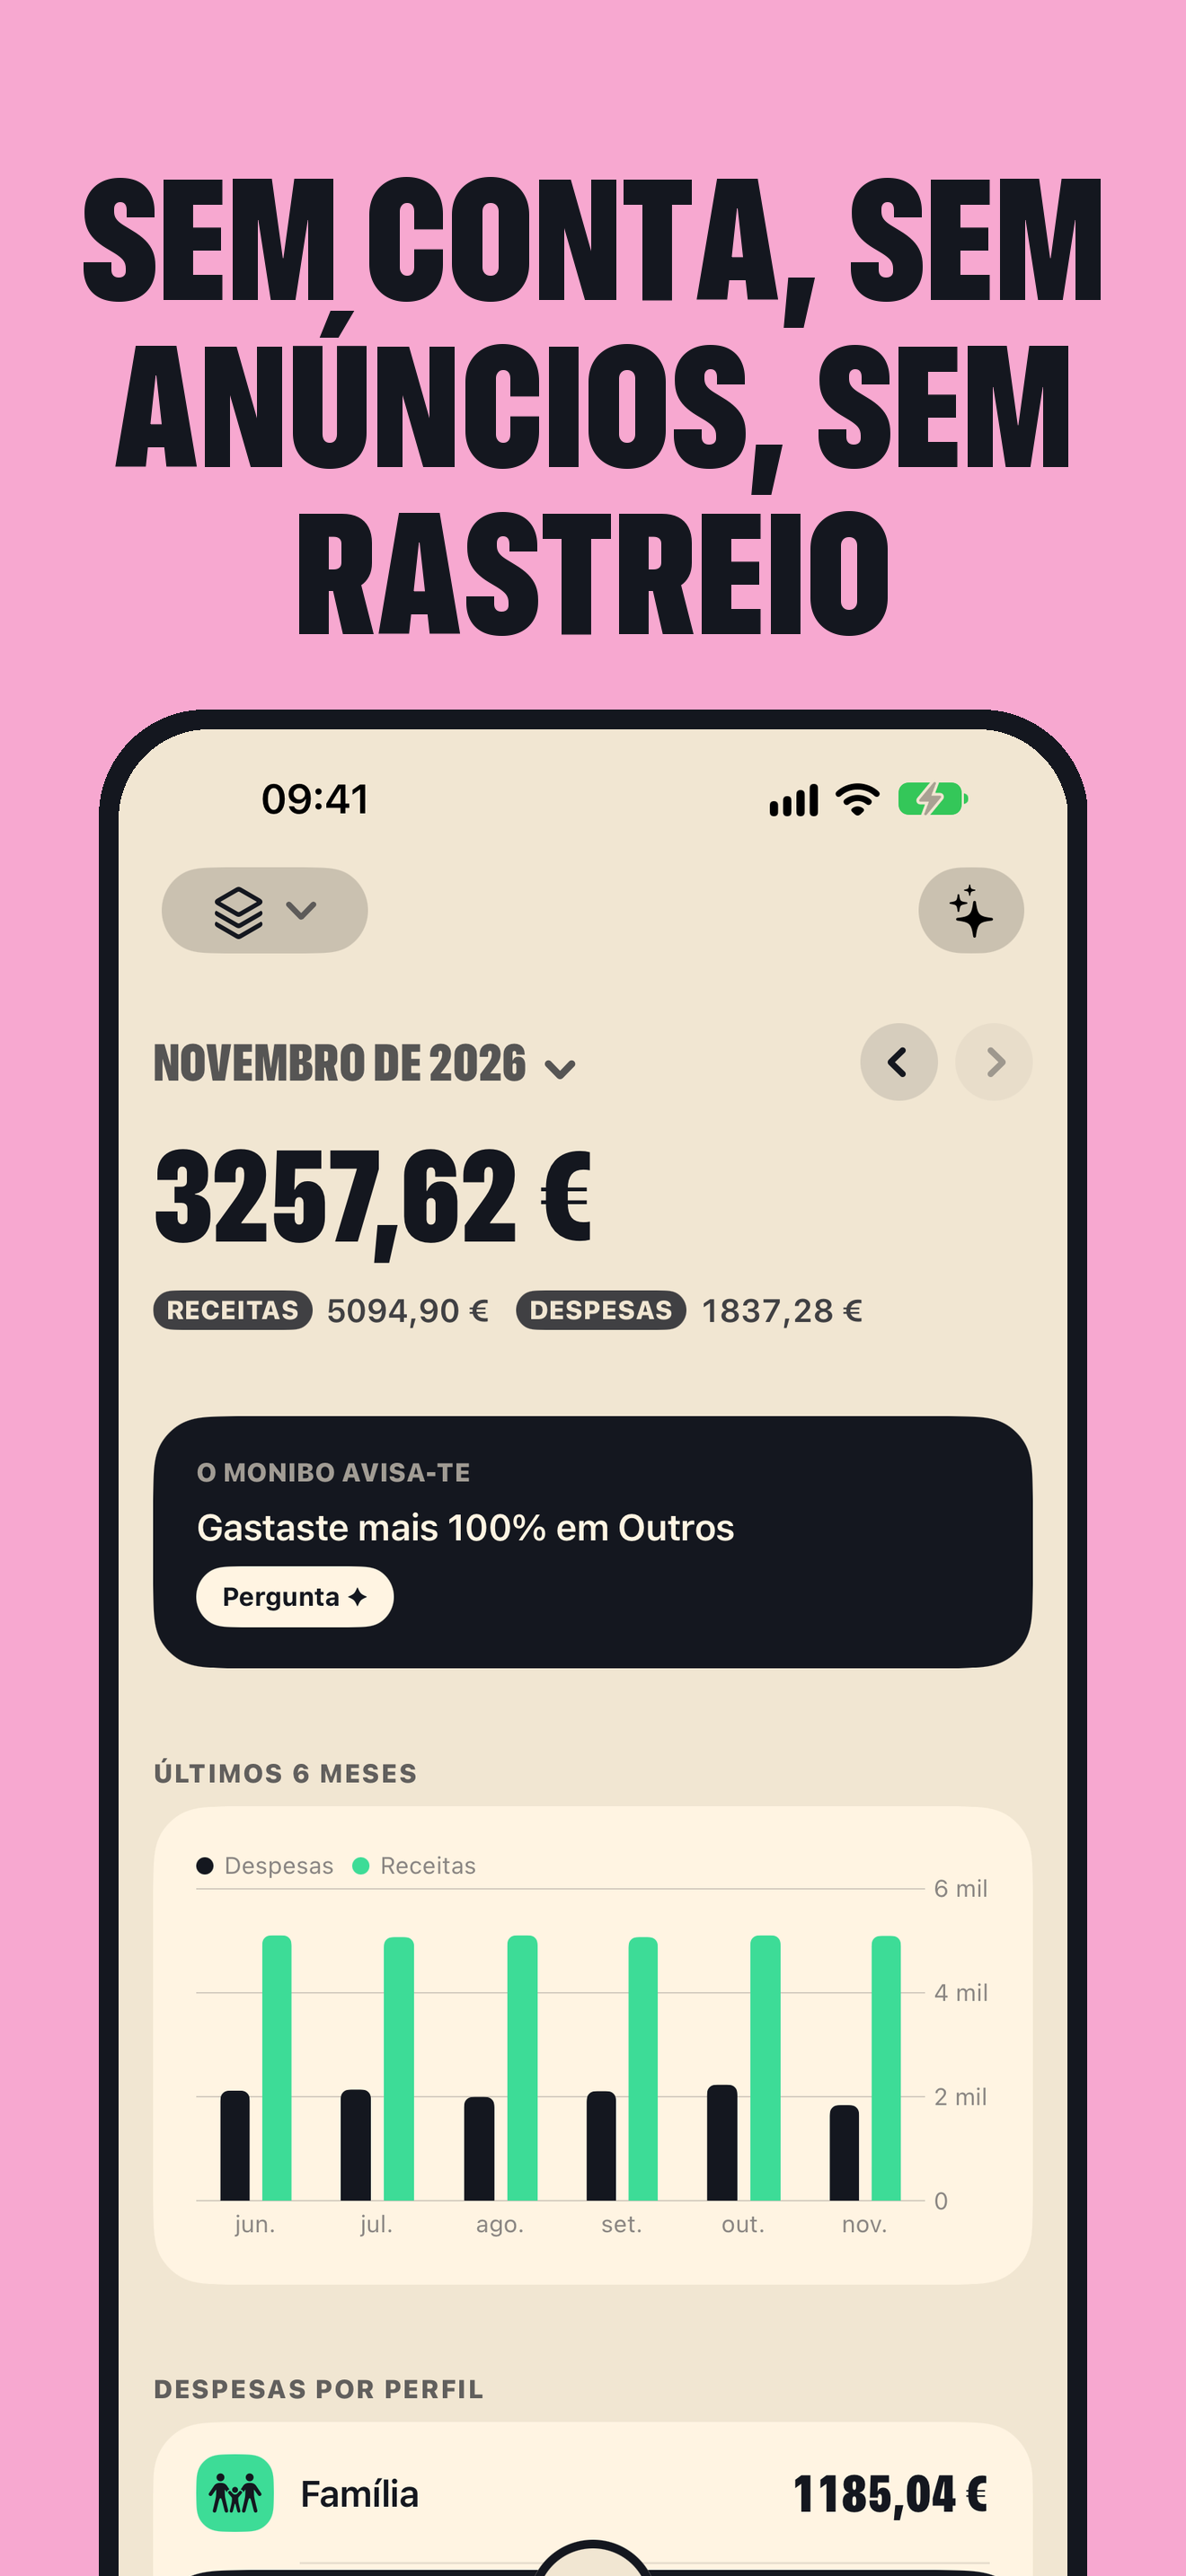 SEM CONTA, SEM
ANÚNCIOS, SEM
RASTREIO
09:41
NOVEMBRO DE 2026
3257,62 €
RECEITAS 5094,90 € DESPESAS 1837,28 €
O MONIBO AVISA-TE
Gastaste mais 100% em Outros
Pergunta
ÚLTIMOS 6 MESES
Despesas Receitas
6 mil
4 mil
2 mil
0
jun. jul. ago. set. out. nov.
DESPESAS POR PERFIL
Família 1185,04 €